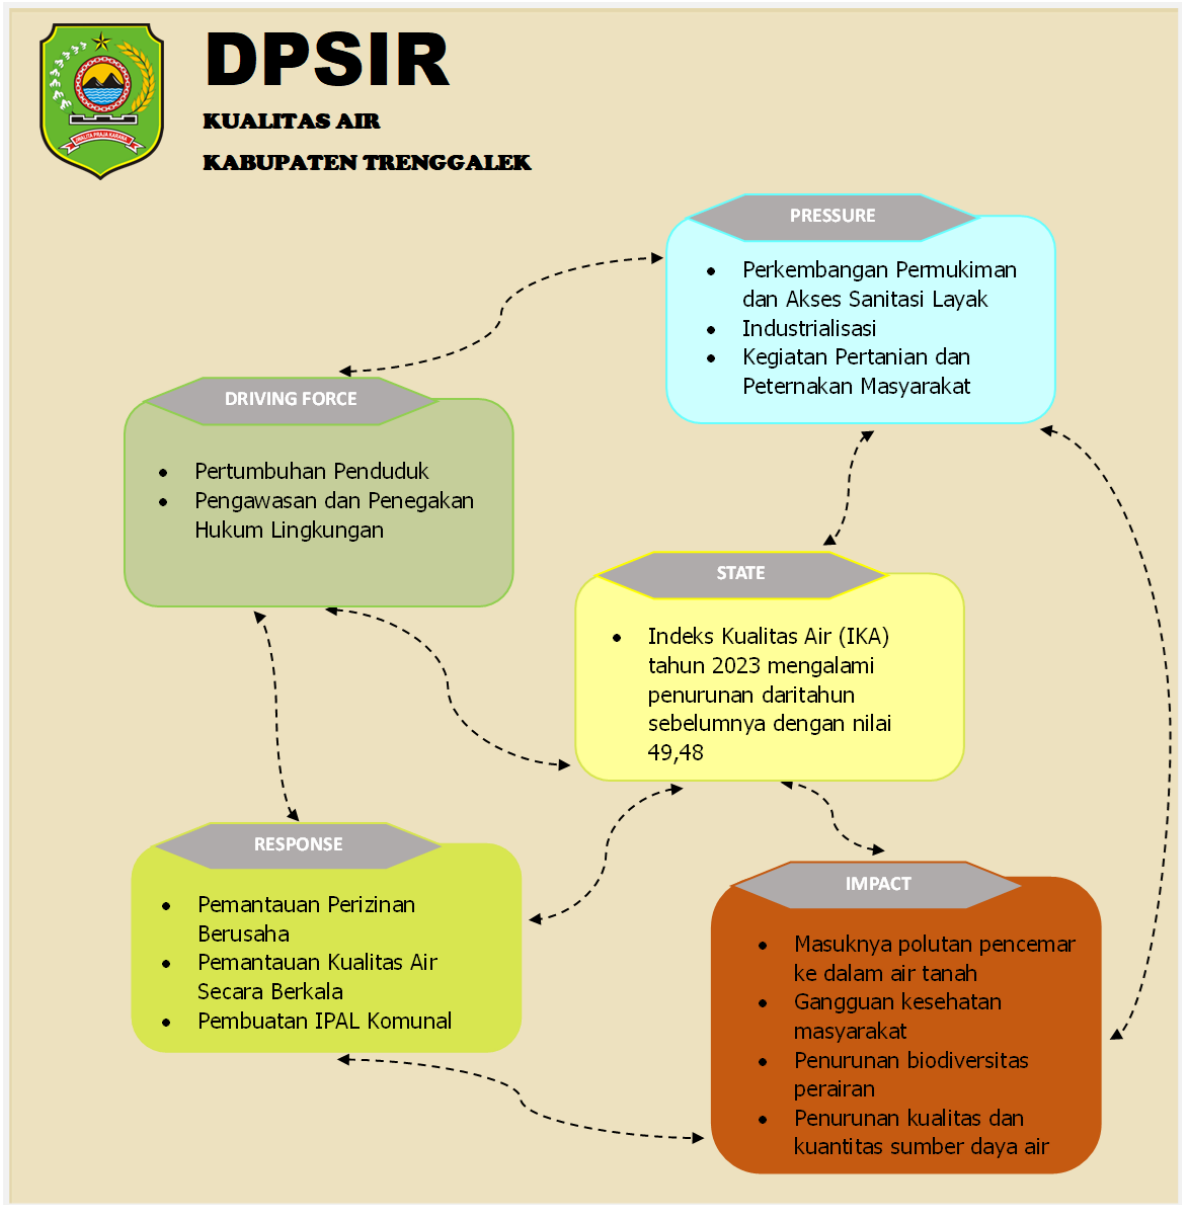 DPSIR
KUALITAS AIR
KABUPATEN TRENGGALEK
PRESSURE
• Perkembangan Permukiman
dan Akses Sanitasi Layak
• Industrialisasi
• Kegiatan Pertanian dan
Peternakan Masyarakat
DRIVING FORCE
• Pertumbuhan Penduduk
• Pengawasan dan Penegakan
Hukum Lingkungan
STATE
• Indeks Kualitas Air (IKA)
tahun 2023 mengalami
penurunan daritahun
sebelumnya dengan nilai
49,48
RESPONSE
• Pemantauan Perizinan
Berusaha
• Pemantauan Kualitas Air
Secara Berkala
• Pembuatan IPAL Komunal
IMPACT
• Masuknya polutan pencemar
ke dalam air tanah
• Gangguan kesehatan
masyarakat
• Penurunan biodiversitas
perairan
• Penurunan kualitas dan
kuantitas sumber daya air